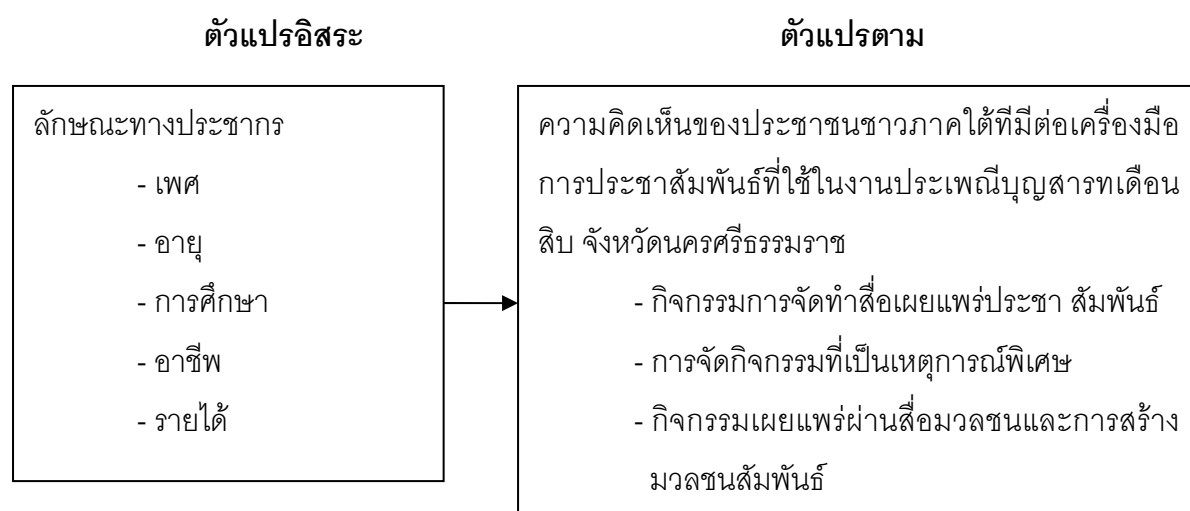 ตัวแปรอิสระ
ตัวแปรตาม
ลักษณะทางประชากร
- เพศ
- อายุ
- การศึกษา
- อาชีพ
- รายได้
ความคิดเห็นของประชาชนชาวภาคใต้ที่มีต่อเครื่องมือ
การประชาสัมพันธ์ที่ใช้ในงานประเพณีบุญสารทเดือน
สิบ จังหวัดนครศรีธรรมราช
- กิจกรรมการจัดทำสื่อเผยแพร่ประชา สัมพันธ์
- การจัดกิจกรรมที่เป็นเหตุการณ์พิเศษ
- กิจกรรมเผยแพร่ผ่านสื่อมวลชนและการสร้าง
มวลชนสัมพันธ์